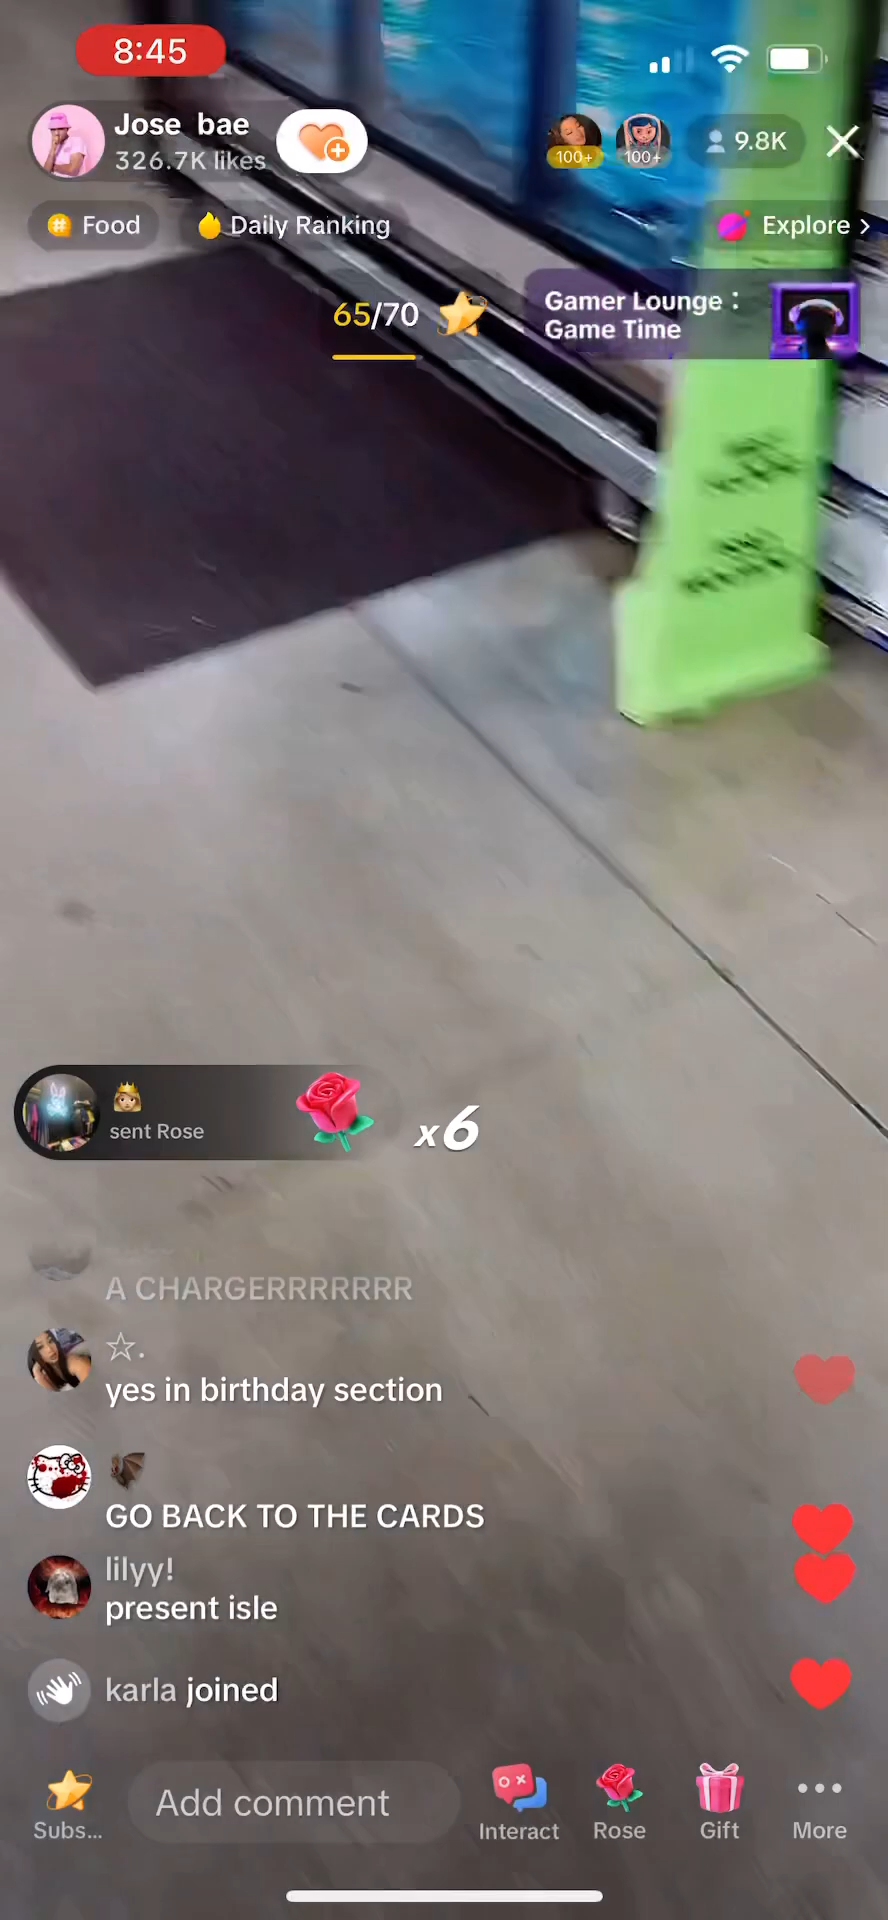 8:45
Jose bae
326.7K likes
100+
100+
9.8K
Food
Daily Ranking
Explore >
65/70
Gamer Lounge :
Game Time
sent Rose
x6
A CHARGERRRRRRR
☆.
yes in birthday section
GO BACK TO THE CARDS
lilyy!
present isle
karla joined
Subs...
Add comment
Interact
Rose
Gift
More